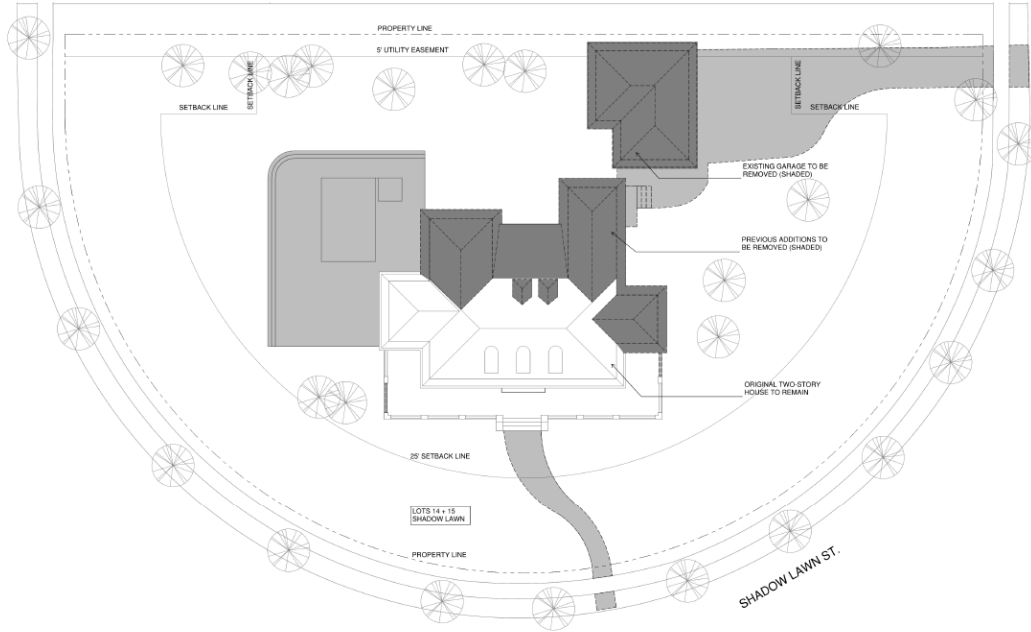 PROPERTY LINE
5' UTILITY EASEMENT
SETBACK LINE
SETBACK LINE
SETBACK LINE
SETBACK LINE
EXISTING GARAGE TO BE
REMOVED (SHADED)
PREVIOUS ADDITIONS TO
BE REMOVED (SHADED)
ORIGINAL TWO-STORY
HOUSE TO REMAIN
25' SETBACK LINE
LOTS 14 + 15
SHADOW LAWN
PROPERTY LINE
SHADOW LAWN ST.